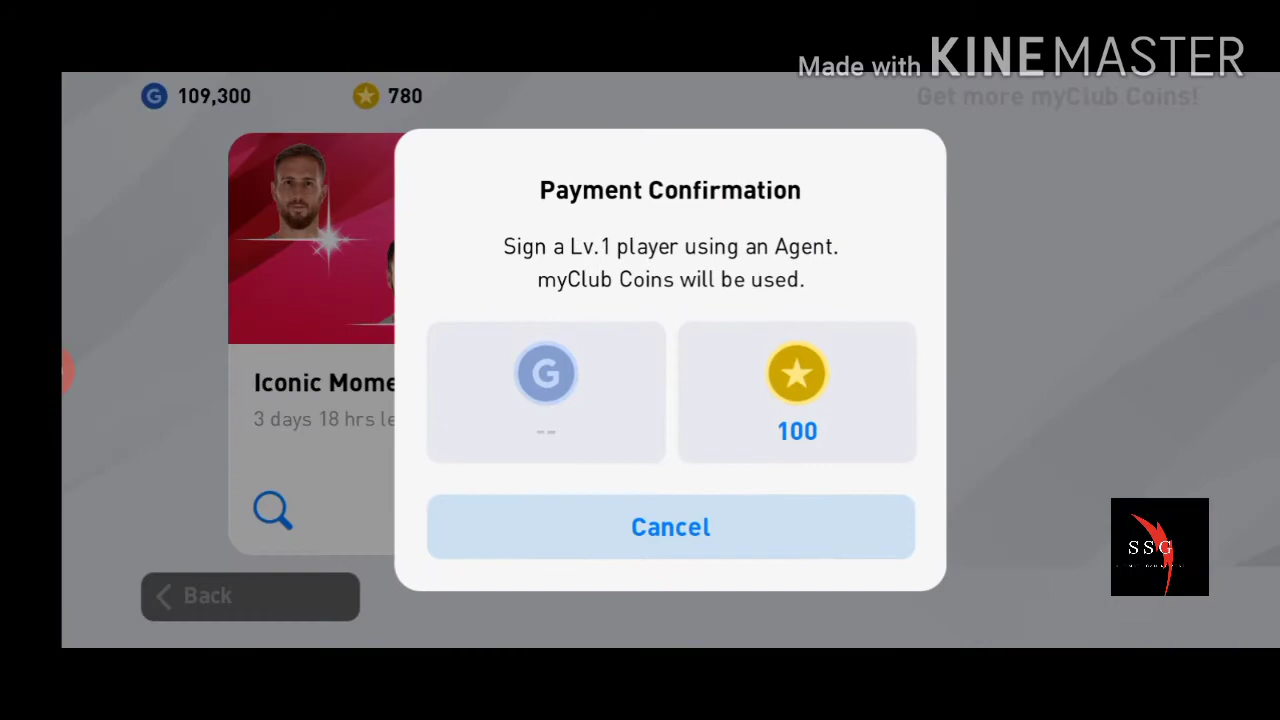 Made with KINEMASTER
G 109,300 780
Get more myClub Coins!
Payment Confirmation
Sign a Lv.1 player using an Agent.
myClub Coins will be used.
G
--
100
Iconic Mome
3 days 18 hrs le
Cancel
SSG
Back